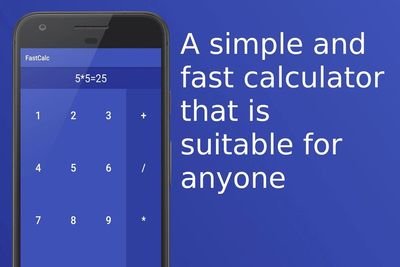 FastCalc
5*5=25
1 2 3 +
4 5 6 /
7 8 9 *
A simple and
fast calculator
that is
suitable for
anyone